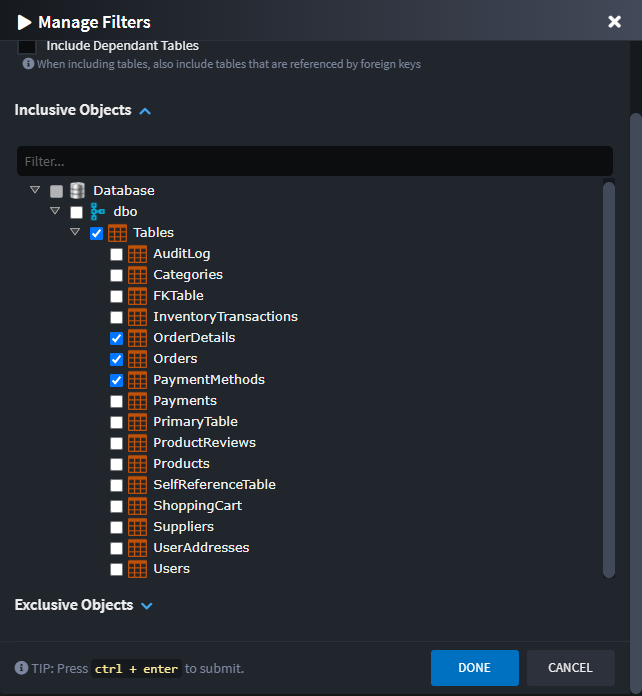 Manage Filters
Include Dependant Tables
When including tables, also include tables that are referenced by foreign keys
Inclusive Objects
Filter...
Database
dbo
Tables
AuditLog
Categories
FKTable
InventoryTransactions
OrderDetails
Orders
PaymentMethods
Payments
PrimaryTable
ProductReviews
Products
SelfReferenceTable
ShoppingCart
Suppliers
UserAddresses
Users
Exclusive Objects
TIP: Press ctrl + enter to submit.
DONE
CANCEL